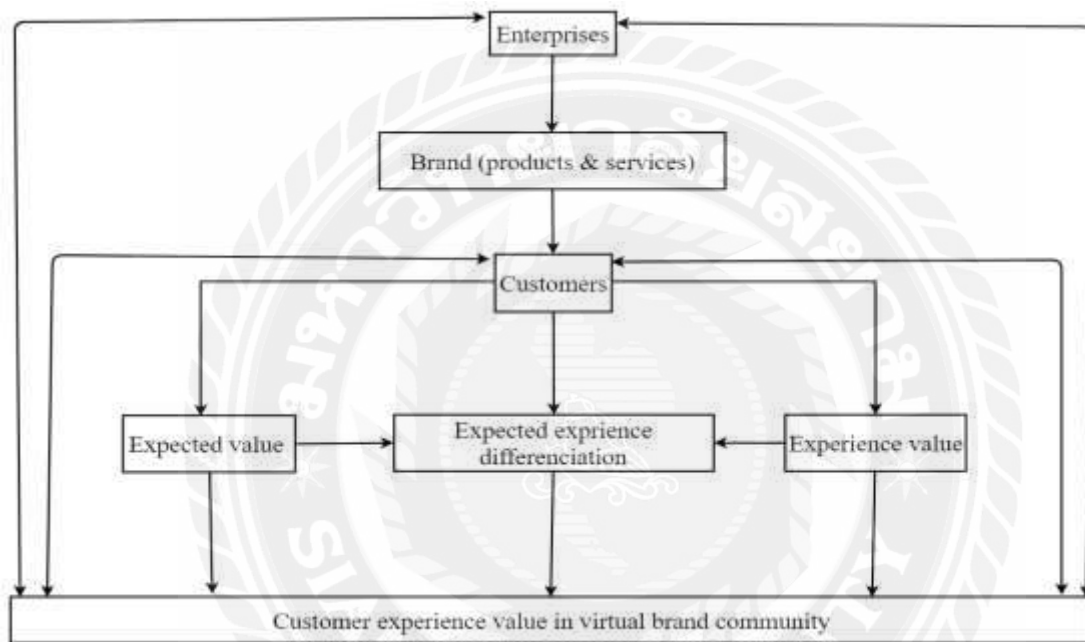 Enterprises
Brand (products & services)
Customers
Expected value
Expected exprience
differenciation
Experience value
Customer experience value in virtual brand community